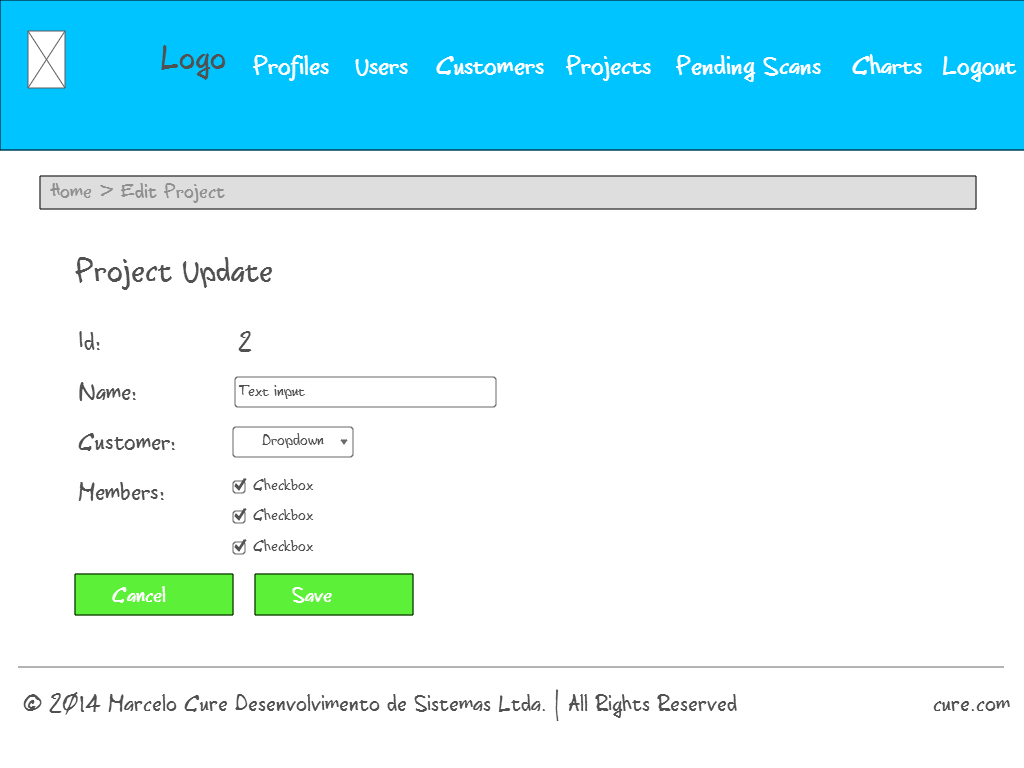 Logo Profiles Users Customers Projects Pending Scans Charts Logout
Home > Edit Project
Project Update
Id: 2
Name: Text input
Customer: Dropdown
Members: Checkbox
Checkbox
Checkbox
Cancel Save
© 2014 Marcelo Cure Desenvolvimento de Sistemas Ltda. | All Rights Reserved cure.com